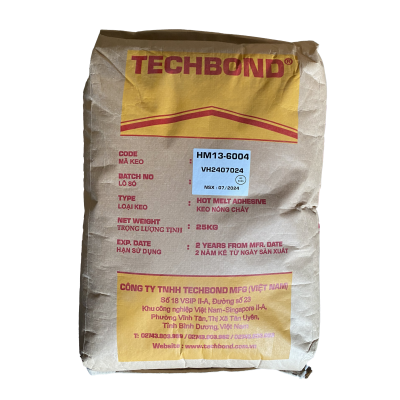 TECHBOND®
CODE
MÃ KEO
:
HM13-6004
BATCH NO
LÔ SỐ
:
VH2407024
NSX : 07/2024
TYPE
LOẠI KEO
:
HOT MELT ADHESIVE
KEO NÓNG CHẢY
NET WEIGHT
TRỌNG LƯỢNG TỊNH
:
25KG
EXP. DATE
HẠN SỬ DỤNG
:
2 YEARS FROM MFR. DATE
2 NĂM KỂ TỪ NGÀY SẢN XUẤT
CÔNG TY TNHH TECHBOND MFG (VIỆT NAM)
Số 18 VSIP II-A, Đường số 23
Khu công nghiệp Việt Nam-Singapore II-A,
Phường Vĩnh Tân, Thị Xã Tân Uyên,
Tỉnh Bình Dương, Việt Nam
Website : www.techbond.com.vn